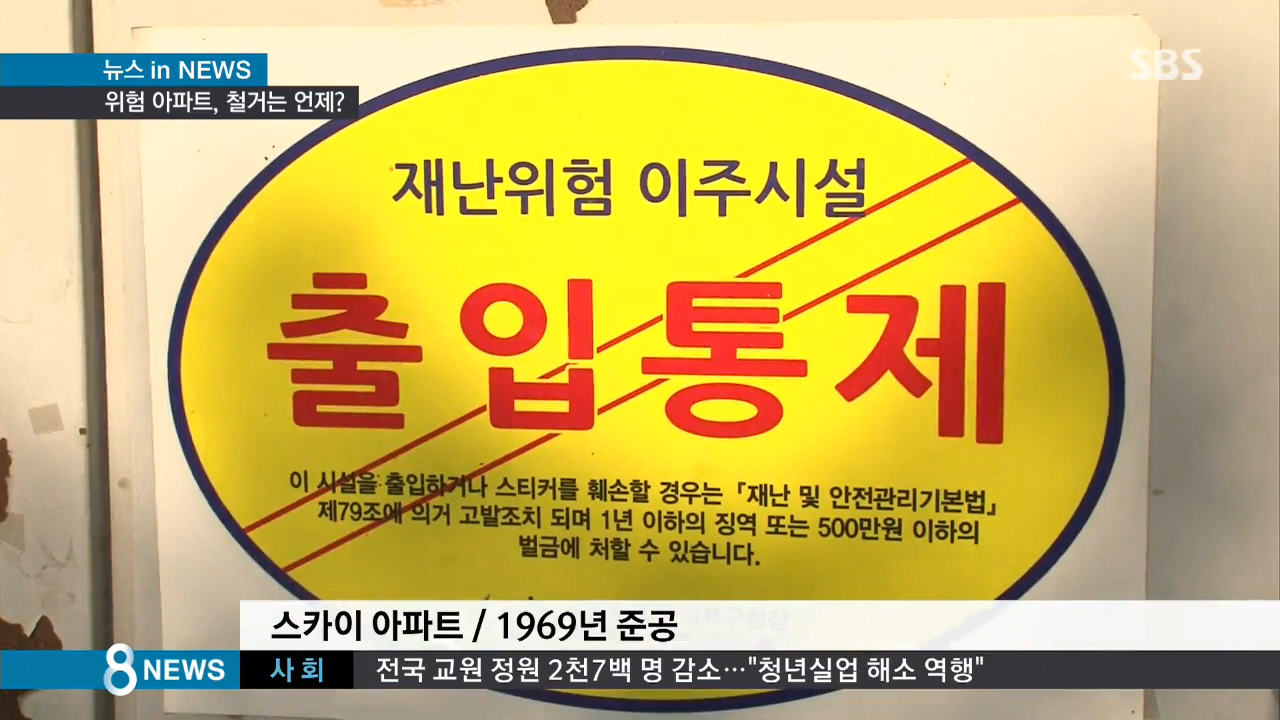 뉴스 in NEWS
SBS
위험 아파트, 철거는 언제?
재난위험 이주시설
출입통제
이 시설을 출입하거나 스티커를 훼손할 경우는 「재난 및 안전관리기본법」
제79조에 의거 고발조치 되며 1년 이하의 징역 또는 500만원 이하의
벌금에 처할 수 있습니다.
스카이 아파트 / 1969년 준공
8 NEWS 사회 전국 교원 정원 2천7백 명 감소…"청년실업 해소 역행"